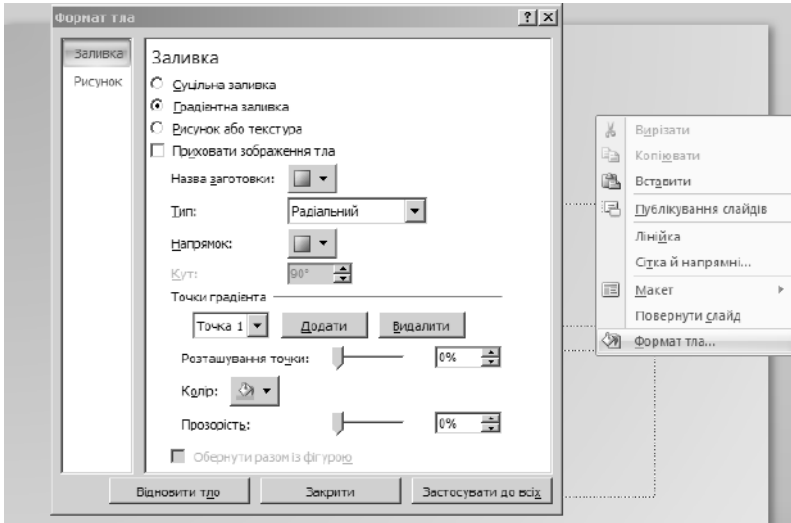 Формат тла
Заливка
Рисунок
Заливка
Суцільна заливка
Градієнтна заливка
Рисунок або текстура
Приховати зображення тла
Назва заготовки:
Тип: Радіальний
Напрямок:
Кут: 90°
Точки градієнта
Точка 1 Додати Видалити
Розташування точки: 0%
Колір:
Прозорість: 0%
Обернути разом із фігурою
Відновити тло Закрити Застосувати до всіх
Вирізати
Копіювати
Вставити
Публікування слайдів
Лінійка
Сітка й напрямні...
Макет
Повернути слайд
Формат тла...